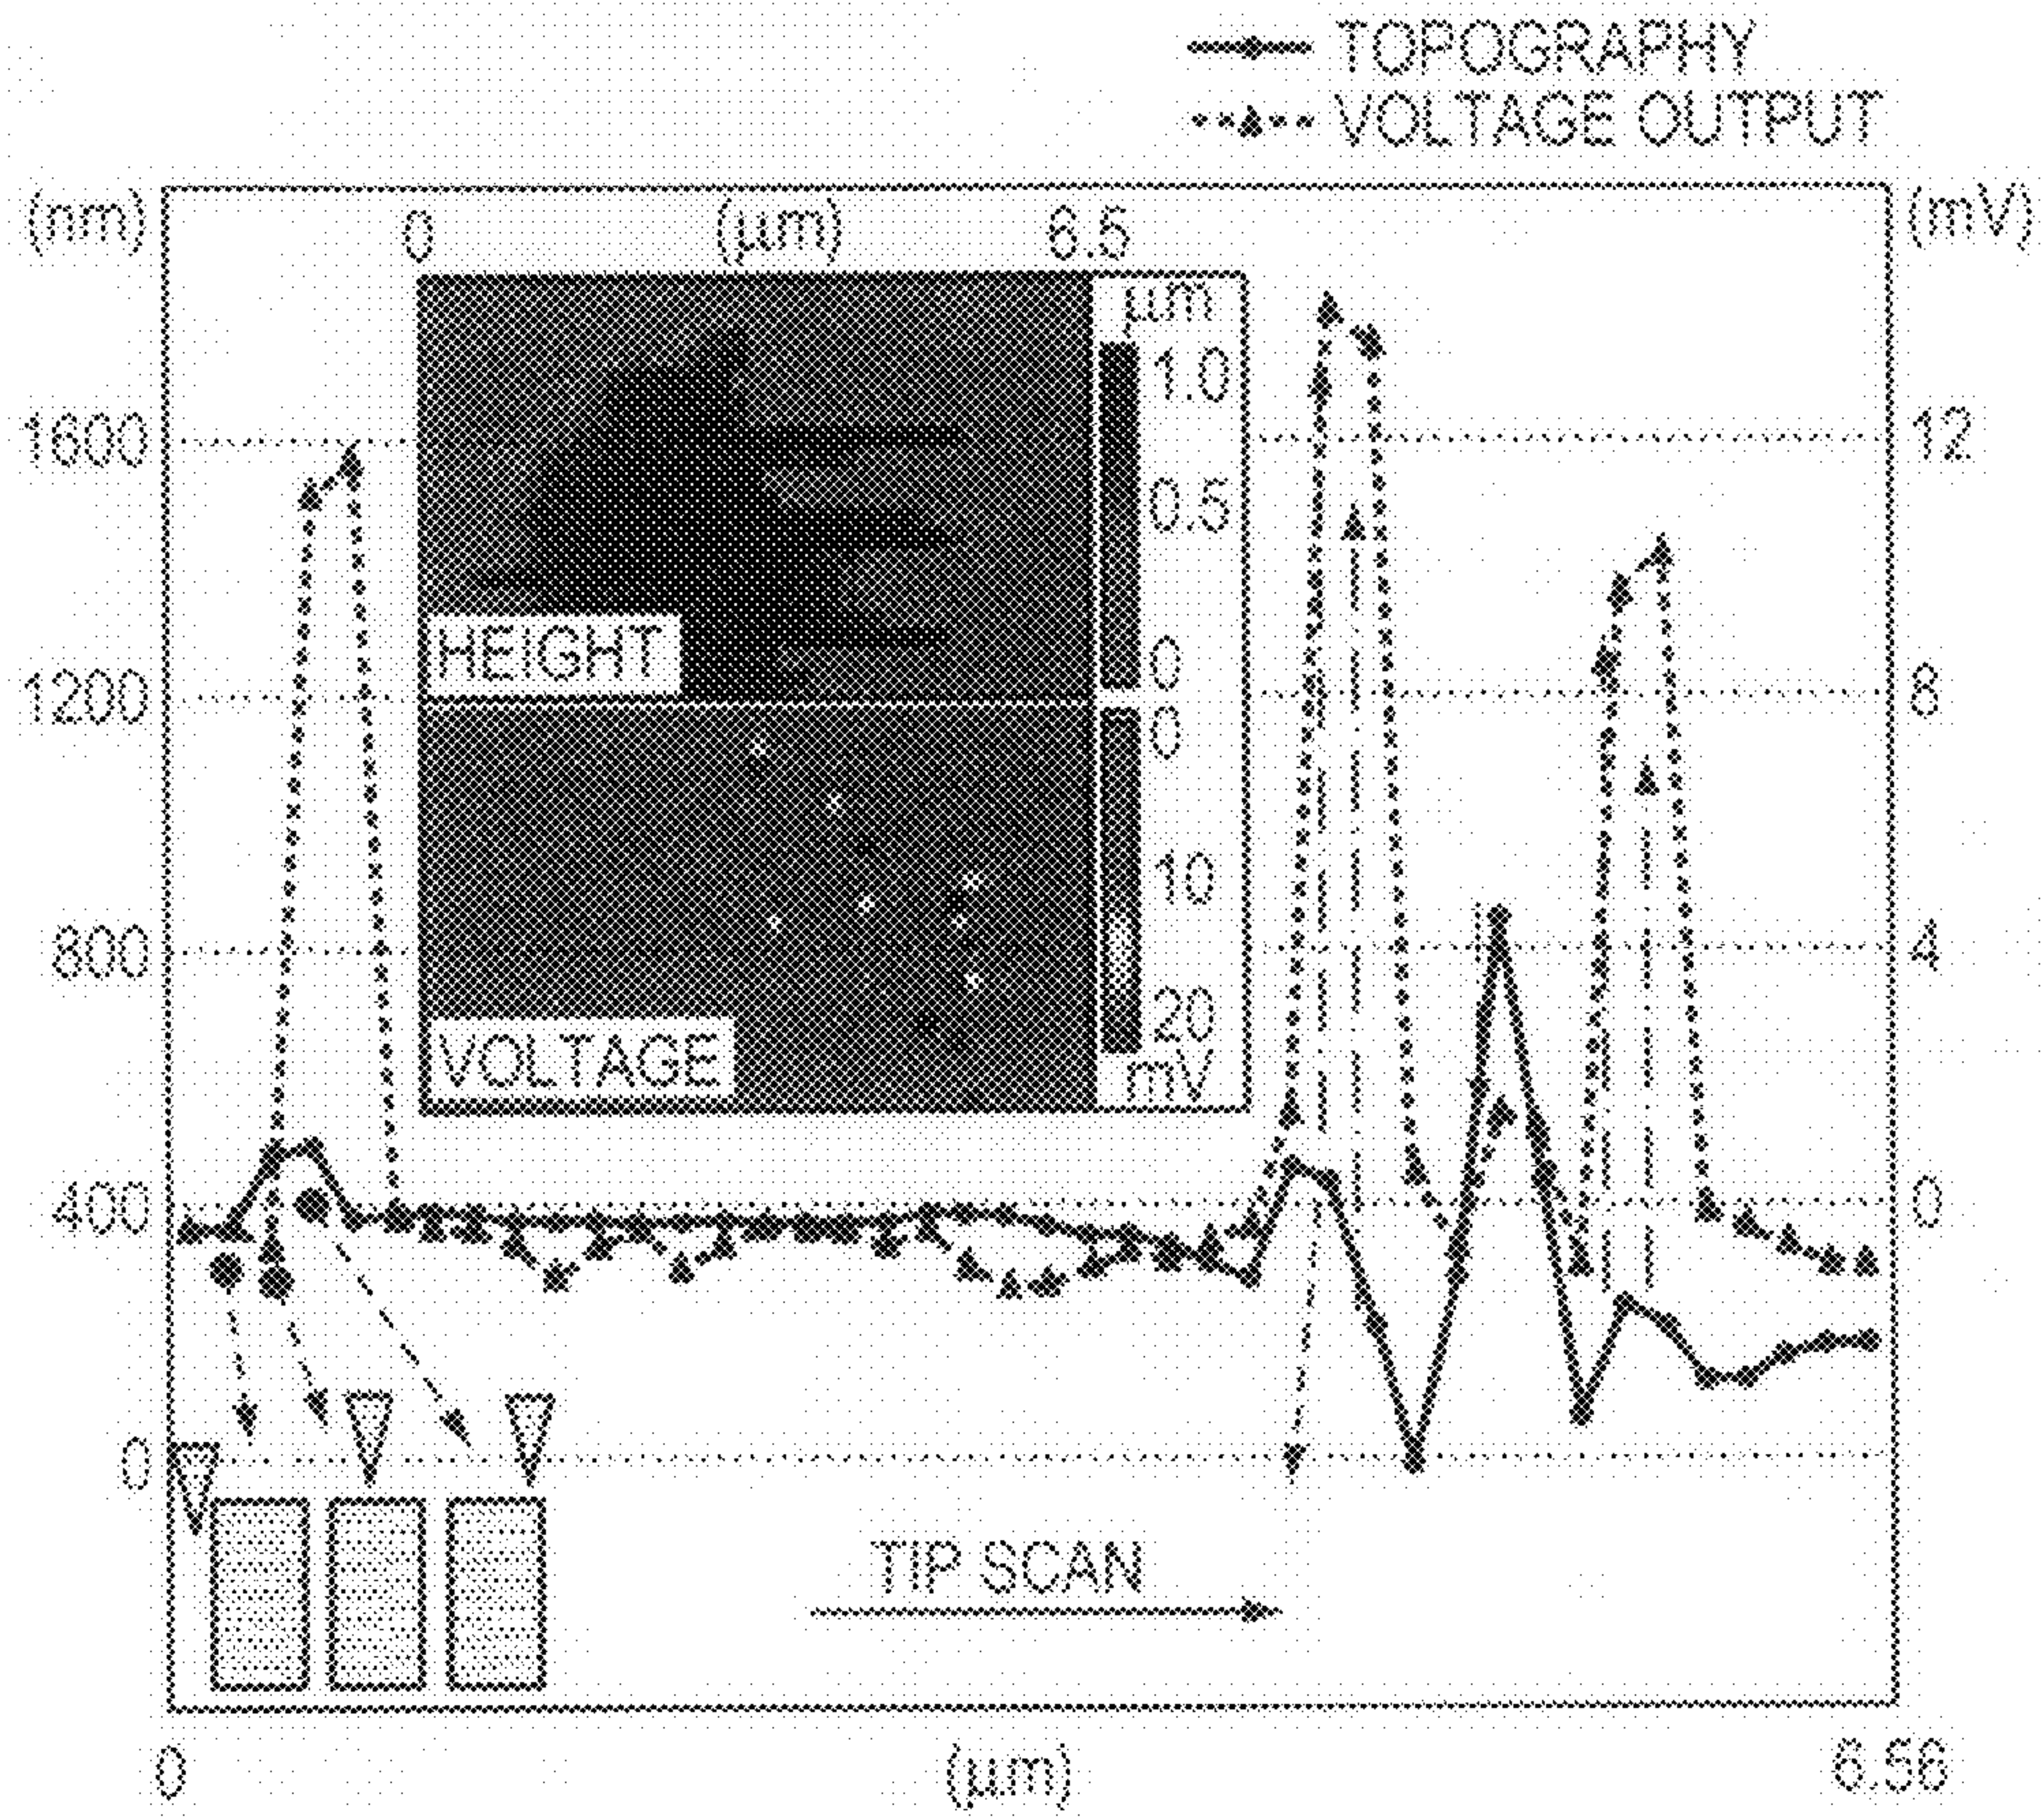 TOPOGRAPHY
VOLTAGE OUTPUT
(nm)
(mV)
0 (μm) 6.5
μm
1.0
0.5
0
HEIGHT
0
10
20
mV
VOLTAGE
1600
1200
800
400
0
12
8
4
0
TIP SCAN
0 (μm) 6.56